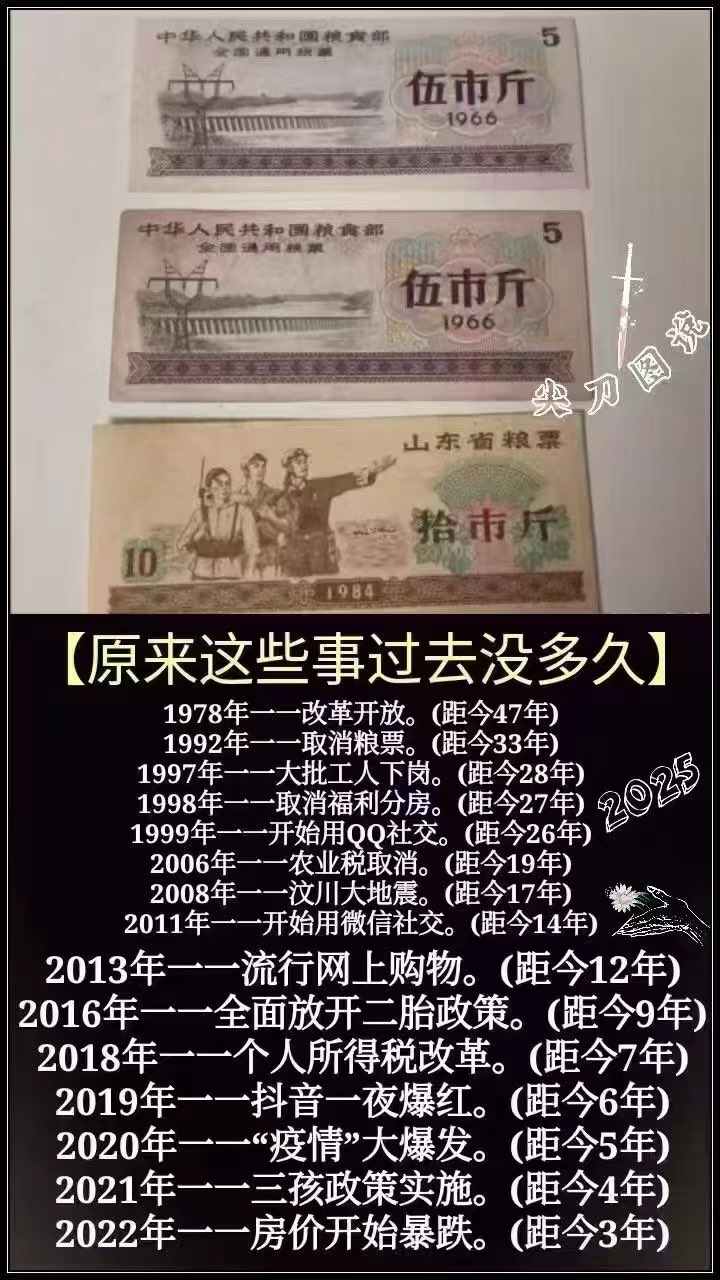 中华人民共和国粮食部
全国通用粮票
5
伍市斤
1966
中华人民共和国粮食部
全国通用粮票
5
伍市斤
1966
尖刀图说
山东省粮票
拾市斤
10
1984
【原来这些事过去没多久】
1978年一一改革开放。(距今47年)
1992年一一取消粮票。(距今33年)
1997年一一大批工人下岗。(距今28年)
1998年一一取消福利分房。(距今27年)
2025
1999年一一开始用QQ社交。(距今26年)
2006年一一农业税取消。(距今19年)
2008年一一汶川大地震。(距今17年)
2011年一一开始用微信社交。(距今14年)
2013年一一流行网上购物。(距今12年)
2016年一一全面放开二胎政策。(距今9年)
2018年一一个人所得税改革。(距今7年)
2019年一一抖音一夜爆红。(距今6年)
2020年一一“疫情”大爆发。(距今5年)
2021年一一三孩政策实施。(距今4年)
2022年一一房价开始暴跌。(距今3年)